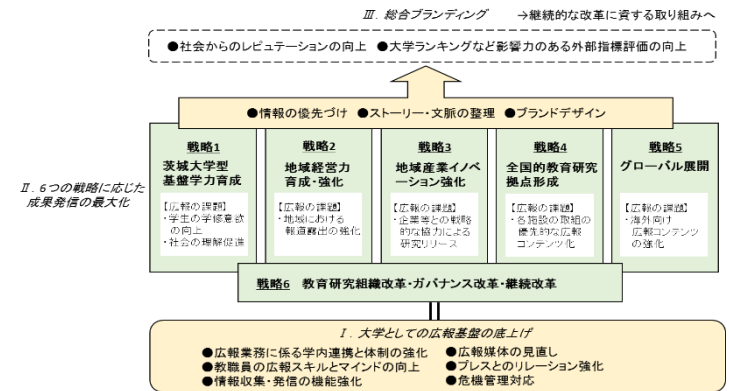 Ⅲ．総合ブランディング　→継続的な改革に資する取り組みへ
●社会からのレピュテーションの向上　●大学ランキングなど影響力のある外部指標評価の向上
●情報の優先づけ　●ストーリー・文脈の整理　●ブランドデザイン
Ⅱ．6つの戦略に応じた
成果発信の最大化
戦略1
茨城大学型
基盤学力育成
【広報の課題】
・学生の学修意欲
の向上
・社会の理解促進
戦略2
地域経営力
育成・強化
【広報の課題】
・地域における
報道露出の強化
戦略3
地域産業イノベ
ーション強化
【広報の課題】
・企業等との戦略
的な協力による
研究リリース
戦略4
全国的教育研究
拠点形成
【広報の課題】
・各施設の取組の
優先的な広報
コンテンツ化
戦略5
グローバル展開
【広報の課題】
・海外向け
広報コンテンツ
の強化
戦略6　教育研究組織改革・ガバナンス改革・継続改革
Ⅰ．大学としての広報基盤の底上げ
●広報業務に係る学内連携と体制の強化
●教職員の広報スキルとマインドの向上
●情報収集・発信の機能強化
●広報媒体の見直し
●プレスとのリレーション強化
●危機管理対応